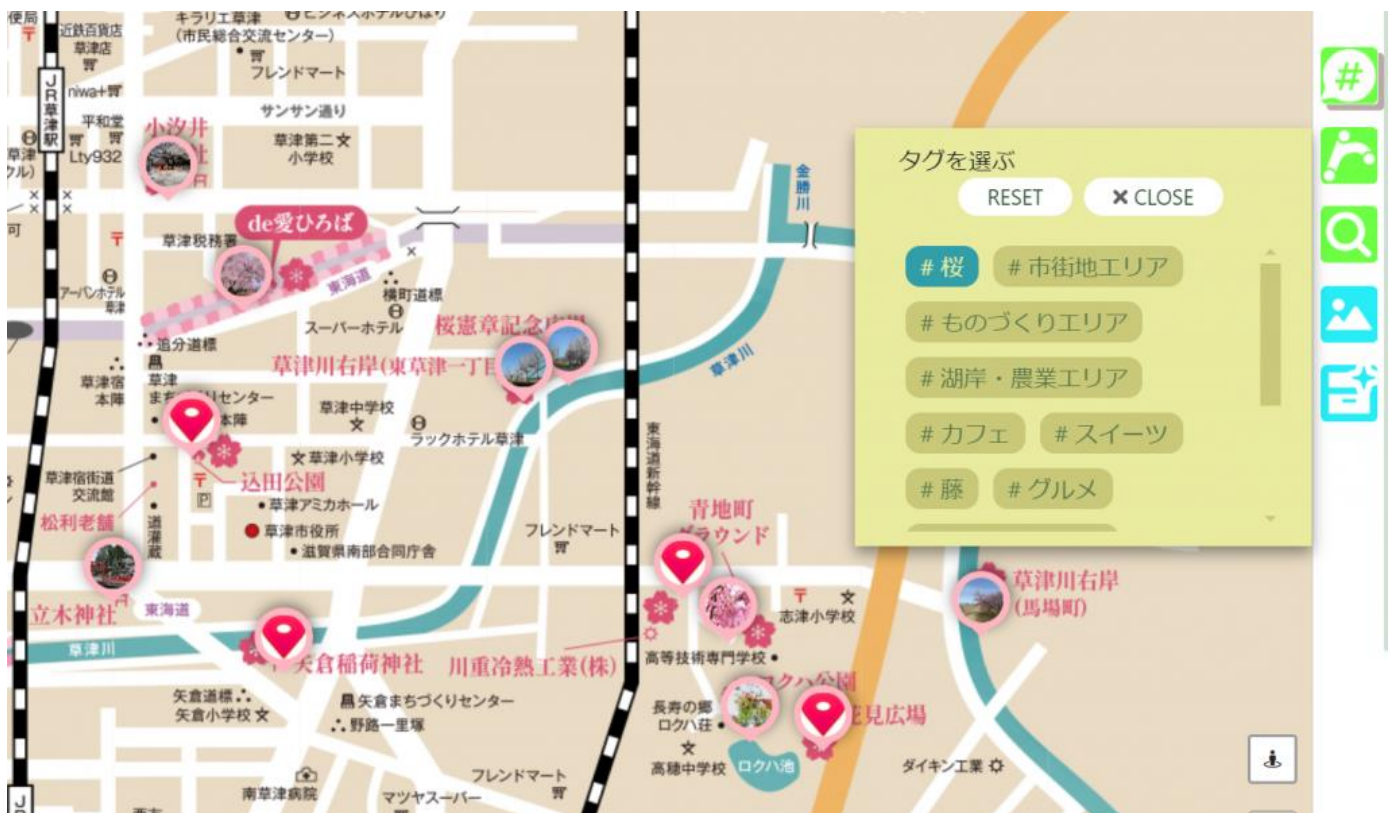 使局
近鉄百貨店
草津店
キラリエ草津
(市民総合交流センター)
フレンドマート
JR草津駅
niwa+
平和堂
Lty932
サンサン通り
草津第二
小学校
小汐井
草津
クル)
可
草津税務署
de愛ひろば
東海道
横町道標
スーパーホテル
アーバンホテル
草津
追分道標
桜憲章記念
草津川右岸(東草津一丁目
金勝川
草津川
草津宿
本陣
草津
センター
本陣
草津中学校
ラックホテル草津
草津小学校
東海道新幹線
込田公園
草津宿街道
交流館
P
草津アミカホール
松利老舗
道灌蔵
草津市役所
滋賀県南部合同庁舎
フレンドマート
青地町
グラウンド
立木神社
東海道
草津川
矢倉稲荷神社
川重冷熱工業(株)
志津小学校
高等技術専門学校
草津川右岸
(馬場町)
矢倉道標
矢倉小学校
矢倉まちづくりセンター
野路一里塚
長寿の郷
ロクハ荘
ロクハ公園
花見広場
高穂中学校
ロクハ池
ダイキン工業
南草津病院
フレンドマート
マツヤスーパー
タグを選ぶ
RESET
× CLOSE
# 桜
# 市街地エリア
# ものづくりエリア
# 湖岸・農業エリア
# カフェ
# スイーツ
# 藤
# グルメ
#